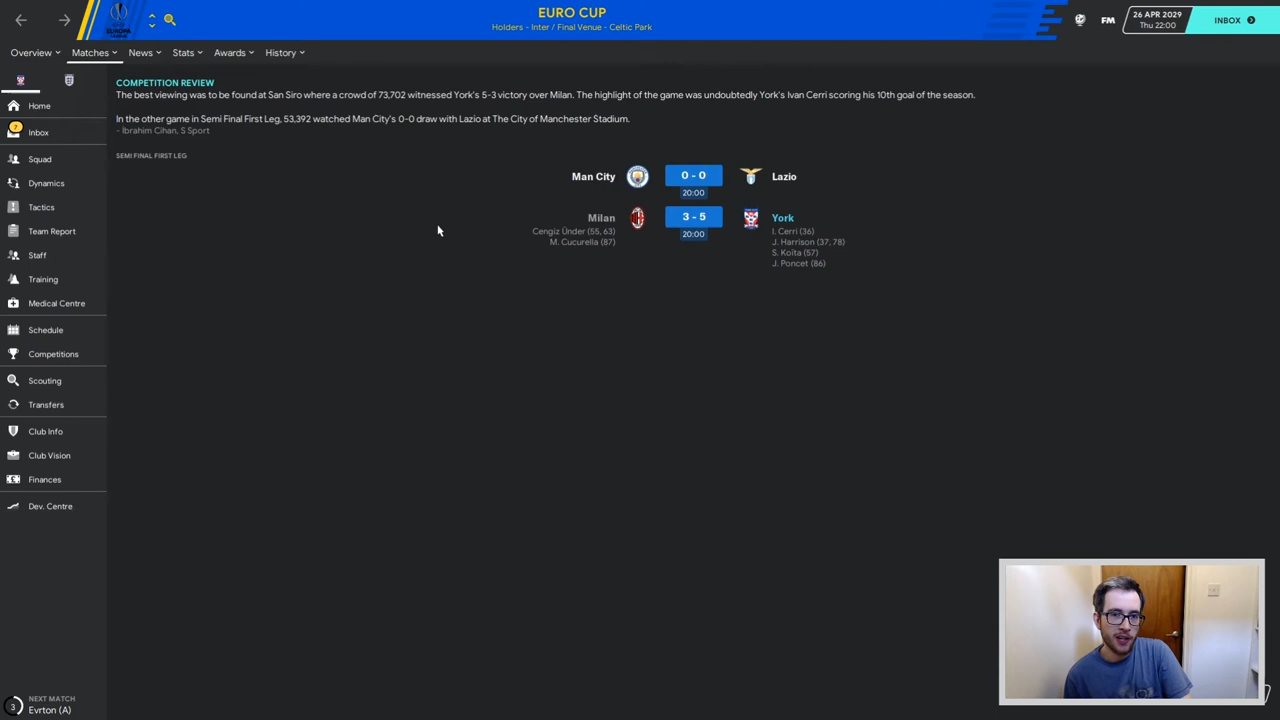 EURO CUP
Holders - Inter / Final Venue - Celtic Park
EUROPA
LEAGUE
FM
26 APR 2029
Thu 22:00
INBOX
Overview
Matches
News
Stats
Awards
History
Home
7
Inbox
Squad
Dynamics
Tactics
Team Report
Staff
Training
Medical Centre
Schedule
Competitions
Scouting
Transfers
Club Info
Club Vision
Finances
Dev. Centre
3
NEXT MATCH
Evrton (A)
COMPETITION REVIEW
The best viewing was to be found at San Siro where a crowd of 73,702 witnessed York's 5-3 victory over Milan. The highlight of the game was undoubtedly York's Ivan Cerri scoring his 10th goal of the season.
In the other game in Semi Final First Leg, 53,392 watched Man City's 0-0 draw with Lazio at The City of Manchester Stadium.
- İbrahim Cihan, S Sport
SEMI FINAL FIRST LEG
Man City 0 - 0 Lazio
20:00
Milan 3 - 5 York
20:00
Cengiz Ünder (55, 63)
M. Cucurella (87)
I. Cerri (36)
J. Harrison (37, 78)
S. Koïta (57)
J. Poncet (86)